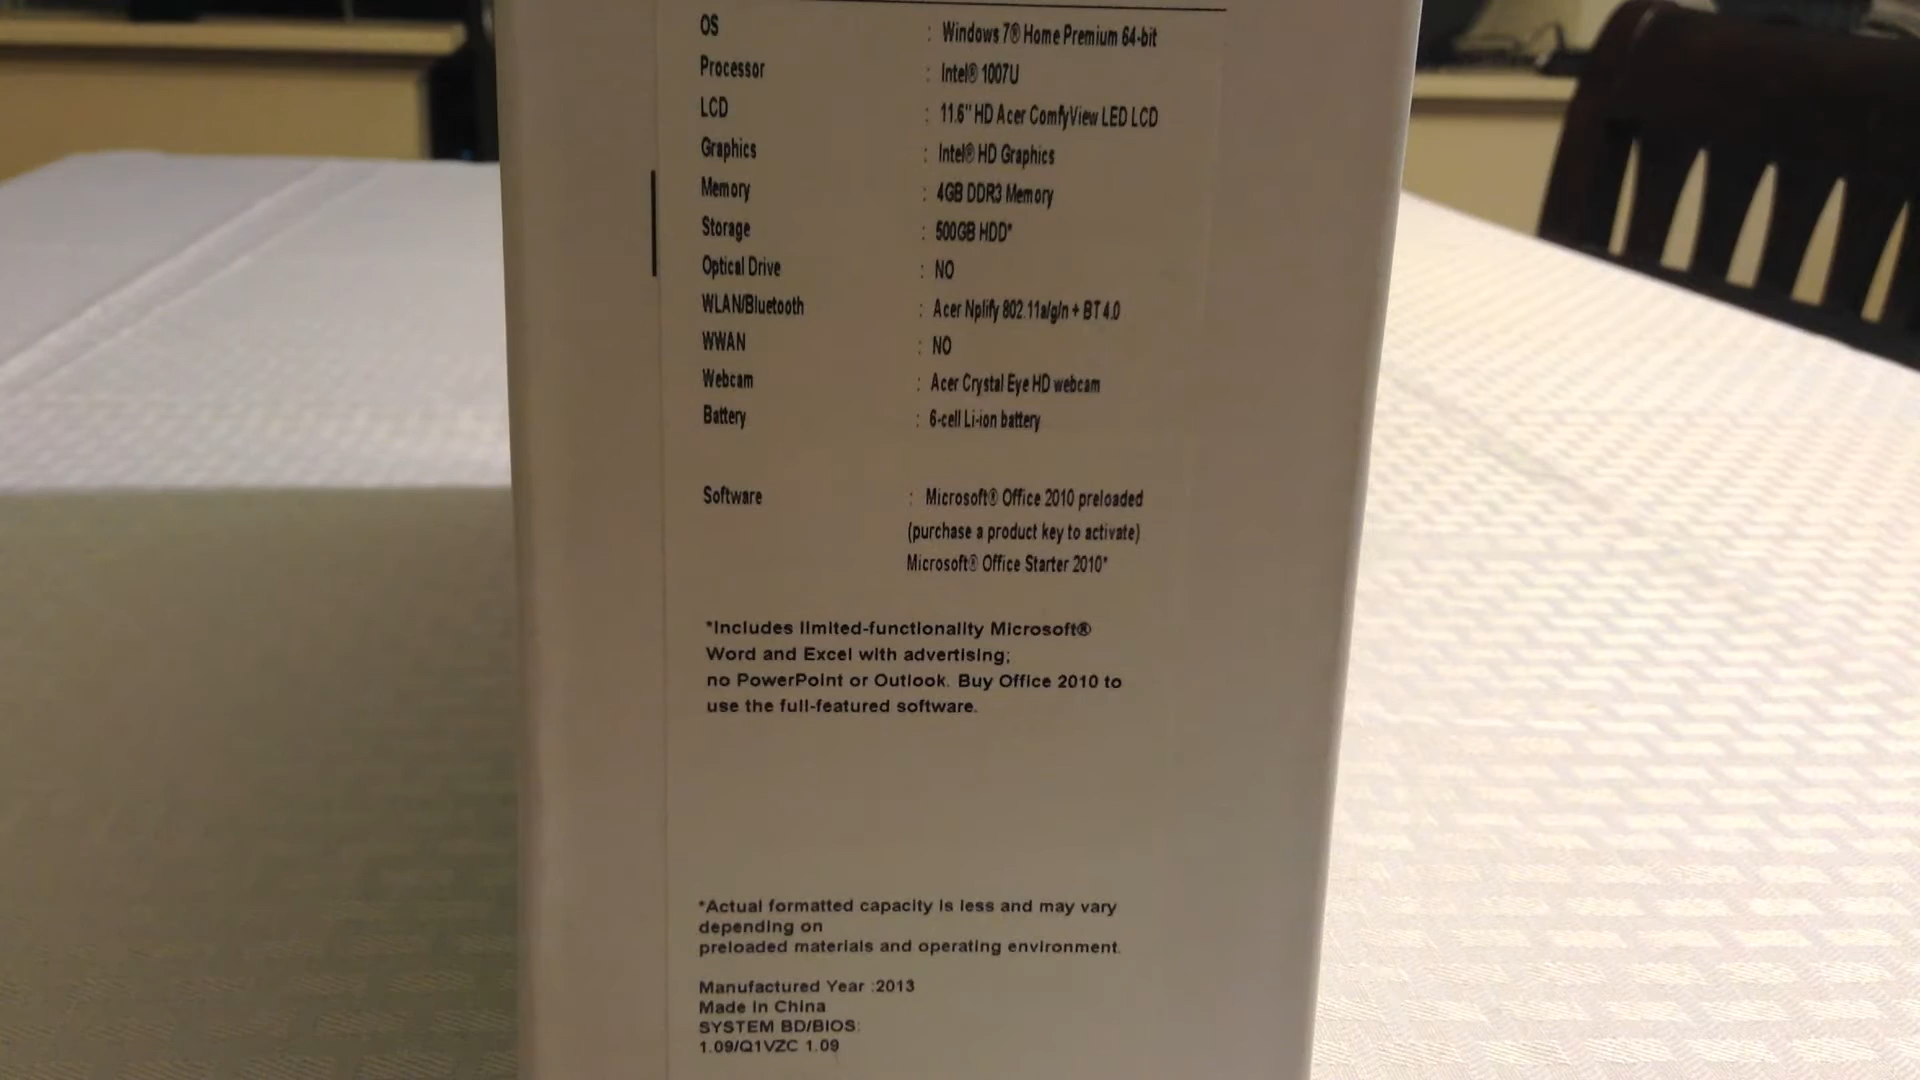 OS : Windows 7® Home Premium 64-bit
Processor : Intel® 1007U
LCD : 11.6" HD Acer ComfyView LED LCD
Graphics : Intel® HD Graphics
Memory : 4GB DDR3 Memory
Storage : 500GB HDD*
Optical Drive : NO
WLAN/Bluetooth : Acer Nplify 802.11a/g/n + BT 4.0
WWAN : NO
Webcam : Acer Crystal Eye HD webcam
Battery : 6-cell Li-ion battery
Software : Microsoft® Office 2010 preloaded
(purchase a product key to activate)
Microsoft® Office Starter 2010*
*Includes limited-functionality Microsoft®
Word and Excel with advertising;
no PowerPoint or Outlook. Buy Office 2010 to
use the full-featured software.
*Actual formatted capacity is less and may vary
depending on
preloaded materials and operating environment.
Manufactured Year :2013
Made in China
SYSTEM BD/BIOS:
1.09/Q1VZC 1.09